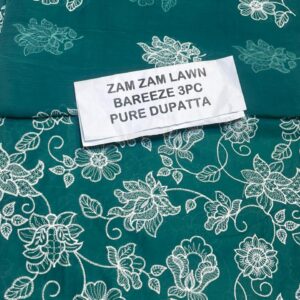 ZAM ZAM LAWN
BAREEZE 3PC
PURE DUPATTA